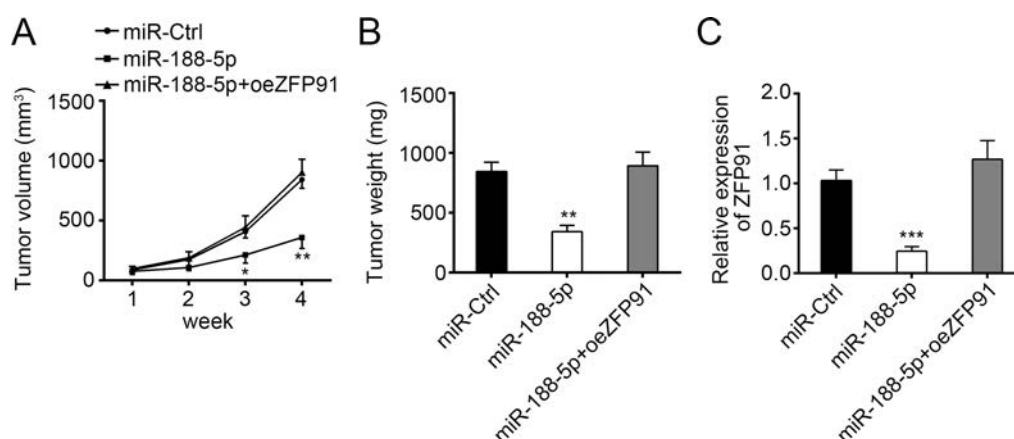 A
miR-Ctrl
miR-188-5p
miR-188-5p+oeZFP91
Tumor volume (mm³)
1500
1000
500
0
*
**
1 2 3 4
week
B
Tumor weight (mg)
1500
1000
500
0
**
miR-Ctrl
miR-188-5p
miR-188-5p+oeZFP91
C
Relative expression
of ZFP91
2.0
1.5
1.0
0.5
0.0
***
miR-Ctrl
miR-188-5p
miR-188-5p+oeZFP91